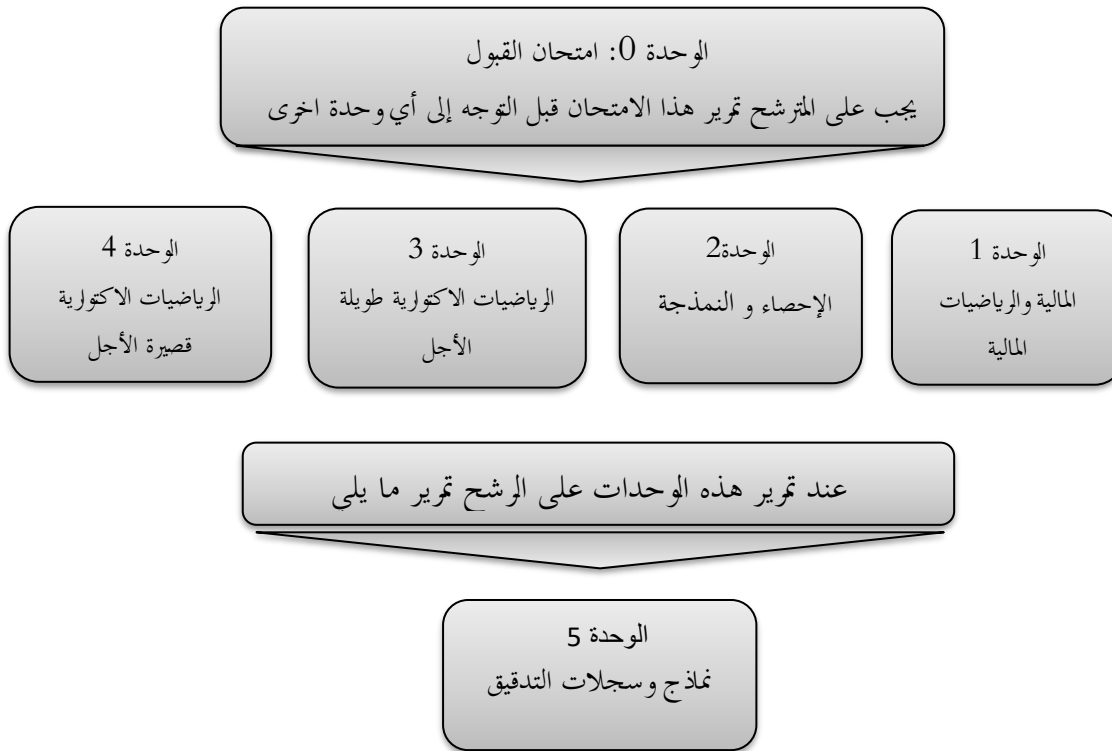 الوحدة 0: امتحان القبول
يجب على المترشح تمرير هذا الامتحان قبل التوجه إلى أي وحدة اخرى
الوحدة 1
المالية والرياضيات
المالية
الوحدة2
الإحصاء و النمذجة
الوحدة 3
الرياضيات الاكتوارية طويلة
الأجل
الوحدة 4
الرياضيات الاكتوارية
قصيرة الأجل
عند تمرير هذه الوحدات على الرشح تمرير ما يلى
الوحدة 5
نماذج وسجلات التدقيق